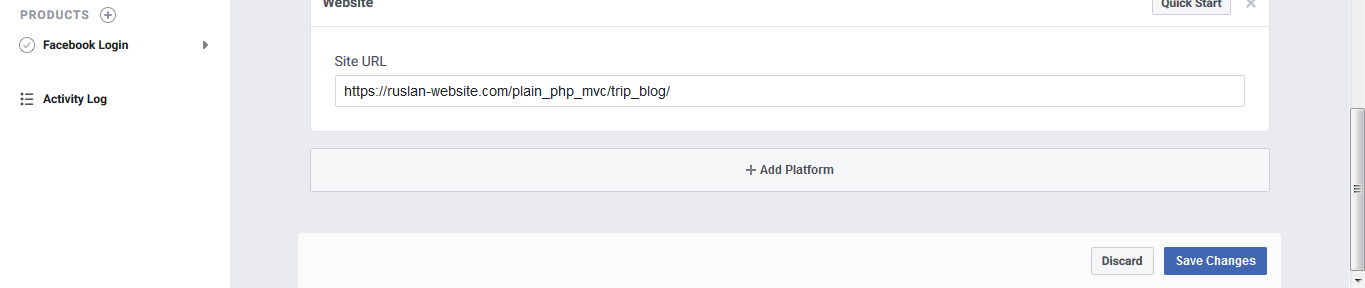 Website
Quick Start
PRODUCTS
Facebook Login
Activity Log
Site URL
https://ruslan-website.com/plain_php_mvc/trip_blog/
Add Platform
Discard
Save Changes